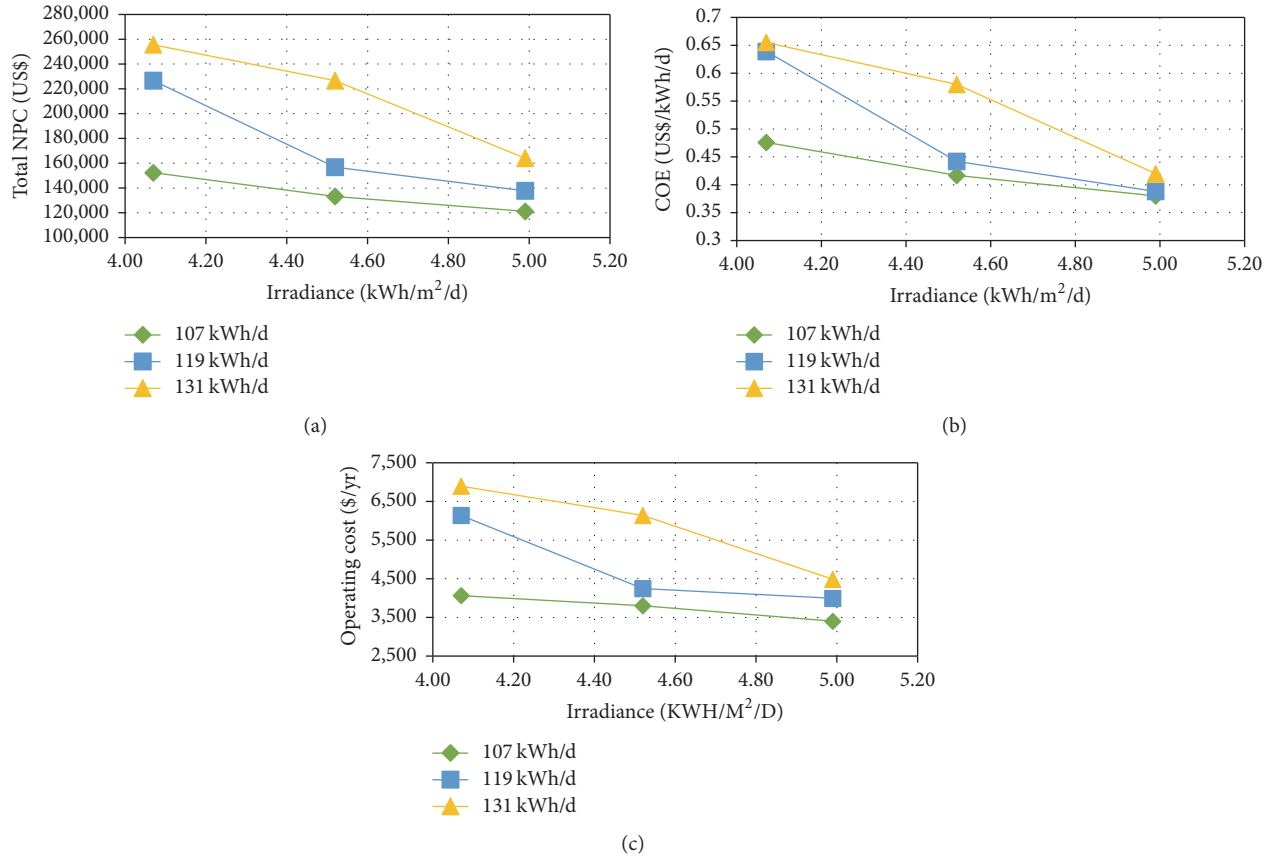 Total NPC (US$)
280,000
260,000
240,000
220,000
200,000
180,000
160,000
140,000
120,000
100,000
4.00 4.20 4.40 4.60 4.80 5.00 5.20
Irradiance (kWh/m²/d)
107 kWh/d
119 kWh/d
131 kWh/d
(a)
COE (US$/kWh/d)
0.7
0.65
0.6
0.55
0.5
0.45
0.4
0.35
0.3
4.00 4.20 4.40 4.60 4.80 5.00 5.20
Irradiance (kWh/m²/d)
107 kWh/d
119 kWh/d
131 kWh/d
(b)
Operating cost ($/yr)
7,500
6,500
5,500
4,500
3,500
2,500
4.00 4.20 4.40 4.60 4.80 5.00 5.20
Irradiance (KWH/M²/D)
107 kWh/d
119 kWh/d
131 kWh/d
(c)